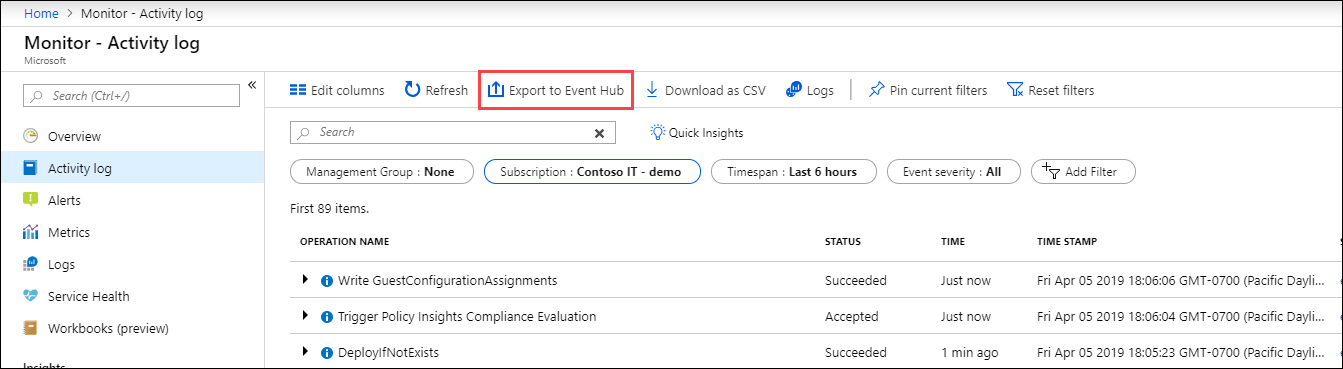 Home > Monitor - Activity log
Monitor - Activity log
Microsoft
Search (Ctrl+/)
«
Overview
Activity log
Alerts
Metrics
Logs
Service Health
Workbooks (preview)
Insights
Edit columns Refresh Export to Event Hub Download as CSV Logs Pin current filters Reset filters
Search Quick Insights
Management Group : None Subscription : Contoso IT - demo Timespan : Last 6 hours Event severity : All Add Filter
First 89 items.
OPERATION NAME STATUS TIME TIME STAMP
Write GuestConfigurationAssignments Succeeded Just now Fri Apr 05 2019 18:06:06 GMT-0700 (Pacific Dayli...
Trigger Policy Insights Compliance Evaluation Accepted Just now Fri Apr 05 2019 18:06:04 GMT-0700 (Pacific Dayli...
DeployIfNotExists Succeeded 1 min ago Fri Apr 05 2019 18:05:23 GMT-0700 (Pacific Dayli...